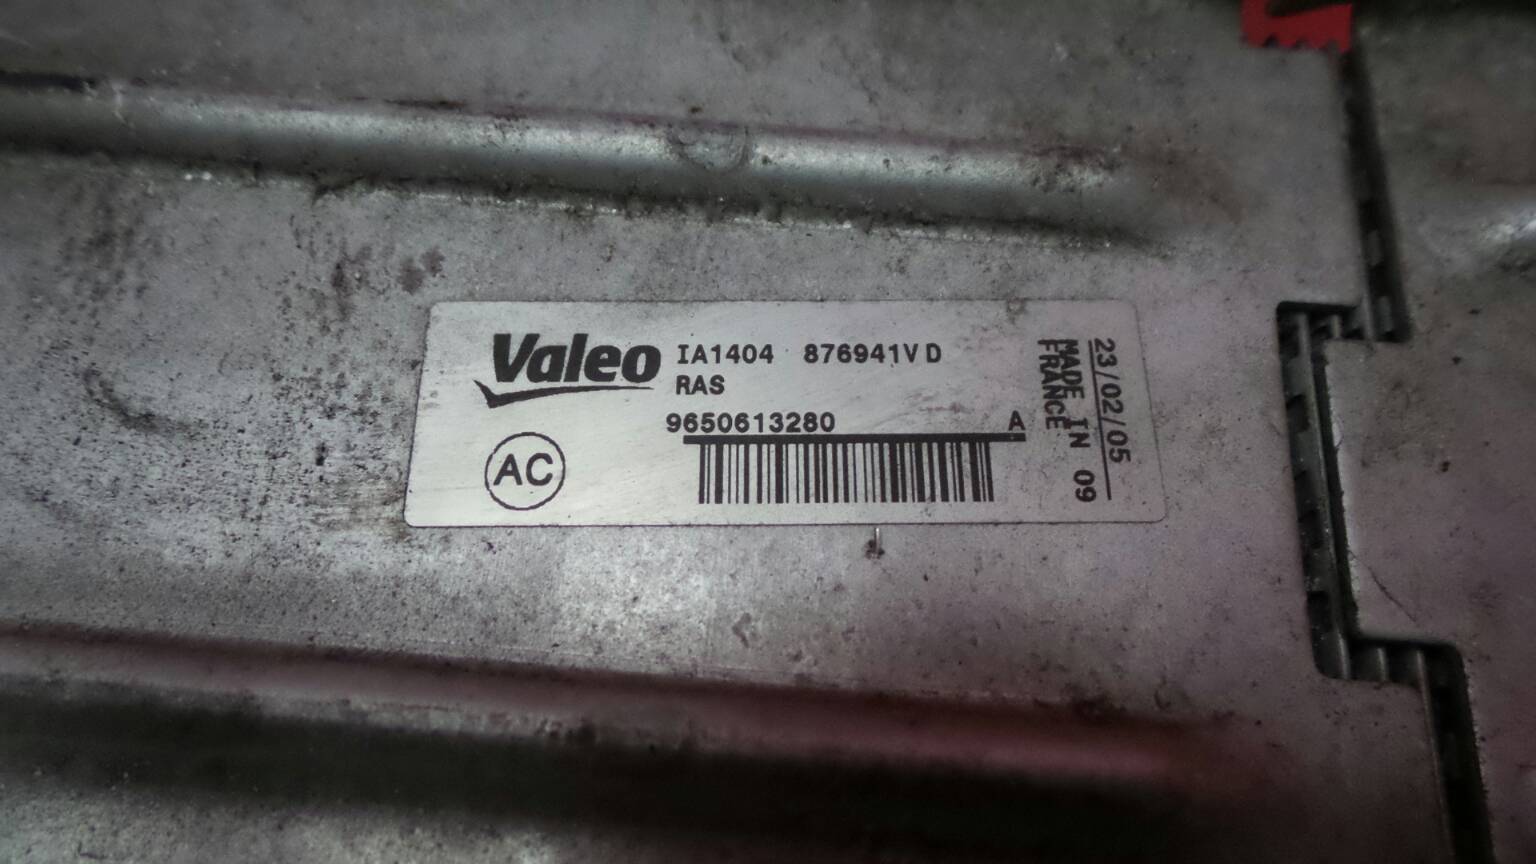 Valeo IA1404 876941VD
RAS
9650613280 A
AC
23/02/05
MADE IN 09
FRANCE